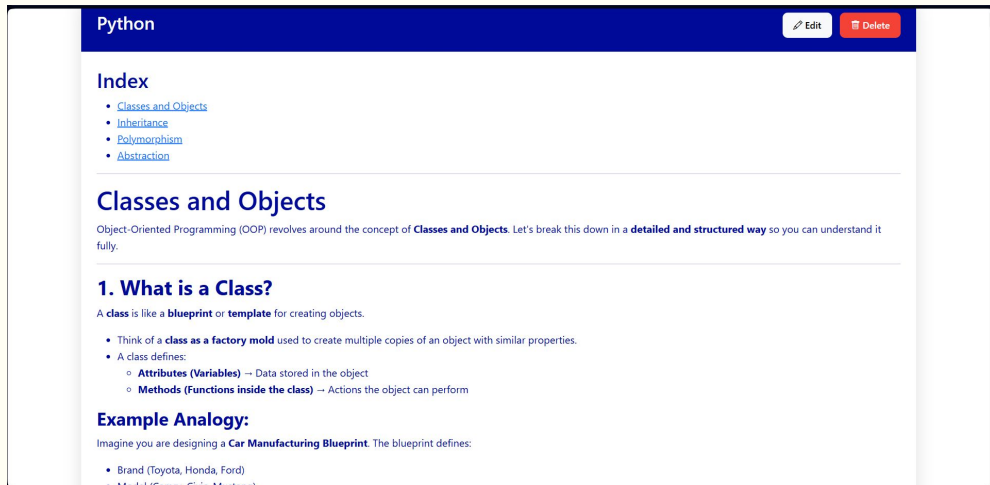 Python
Edit
Delete
Index
Classes and Objects
Inheritance
Polymorphism
Abstraction
Classes and Objects
Object-Oriented Programming (OOP) revolves around the concept of Classes and Objects. Let's break this down in a detailed and structured way so you can understand it
fully.
1. What is a Class?
A class is like a blueprint or template for creating objects.
Think of a class as a factory mold used to create multiple copies of an object with similar properties.
A class defines:
Attributes (Variables) → Data stored in the object
Methods (Functions inside the class) → Actions the object can perform
Example Analogy:
Imagine you are designing a Car Manufacturing Blueprint. The blueprint defines:
Brand (Toyota, Honda, Ford)